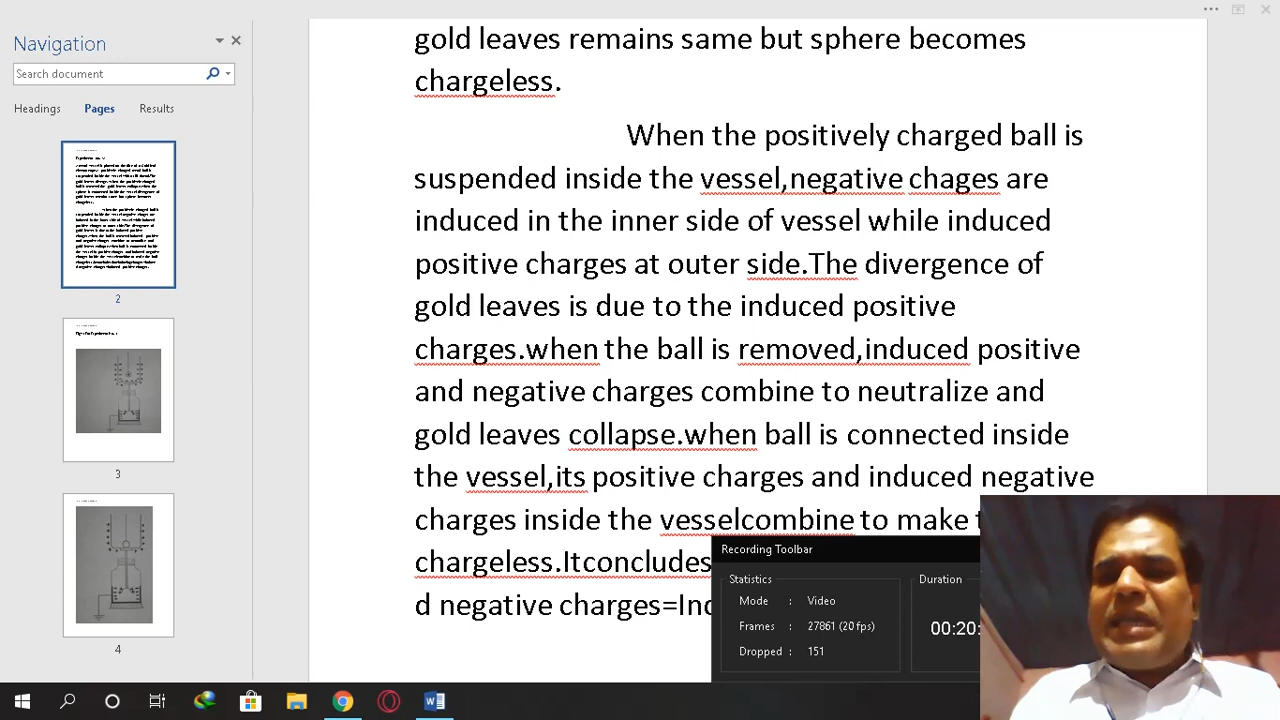 Navigation
Search document
Headings Pages Results
gold leaves remains same but sphere becomes
chargeless.
When the positively charged ball is
suspended inside the vessel,negative chages are
induced in the inner side of vessel while induced
positive charges at outer side.The divergence of
gold leaves is due to the induced positive
charges.when the ball is removed,induced positive
and negative charges combine to neutralize and
gold leaves collapse.when ball is connected inside
the vessel,its positive charges and induced negative
charges inside the vesselcombine to make
chargeless.Itconcludes
d negative charges=Inc
2
3
4
Recording Toolbar
Statistics
Mode : Video
Frames : 27861 (20 fps)
Dropped : 151
Duration
00:20: